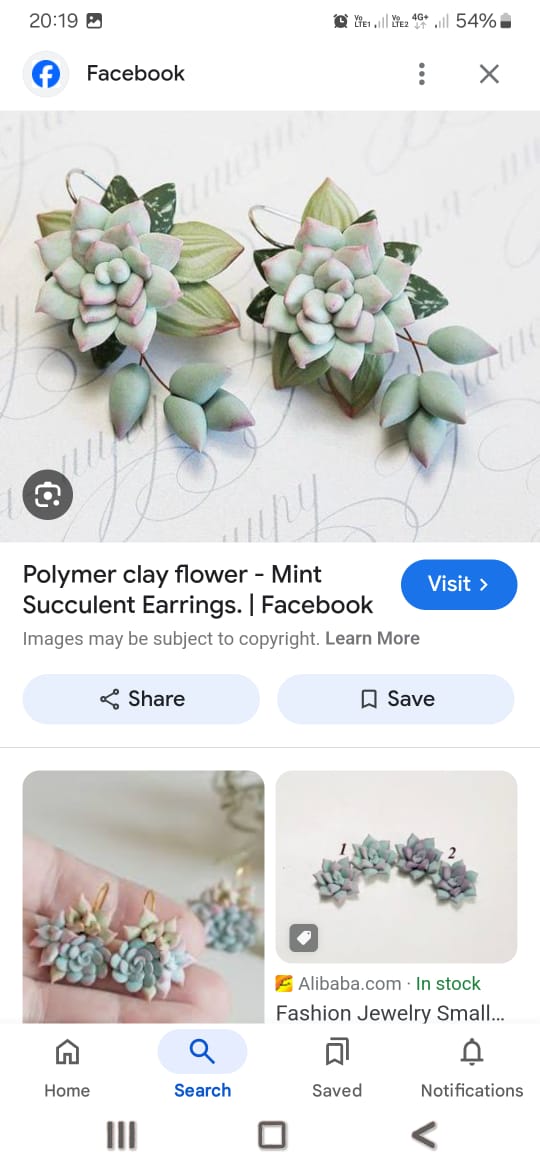 20:19
Vo LTE1 Vo LTE2 4G+ 54%
Facebook
Polymer clay flower - Mint
Succulent Earrings. | Facebook
Visit >
Images may be subject to copyright. Learn More
Share
Save
1
2
Alibaba.com · In stock
Fashion Jewelry Small...
Home
Search
Saved
Notifications